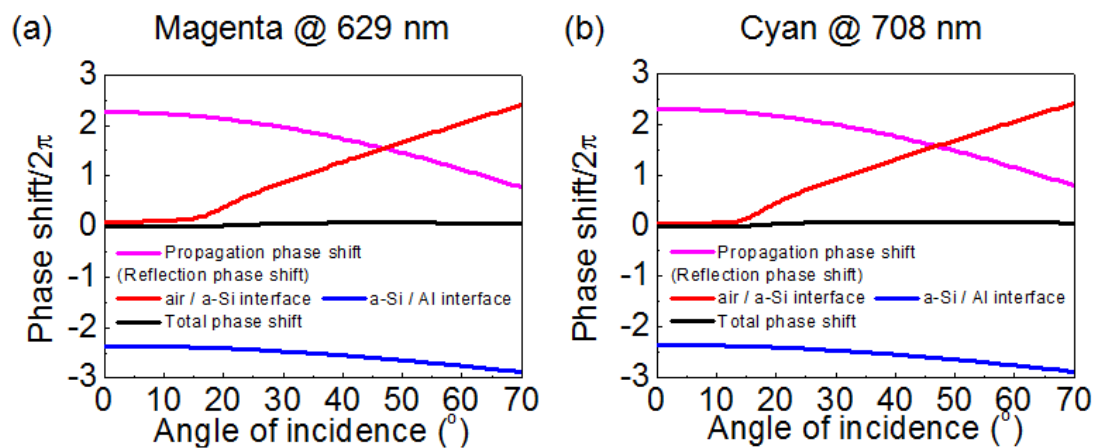 (a) Magenta @ 629 nm
Phase shift/2π
3
2
1
0
-1
-2
-3
Propagation phase shift
(Reflection phase shift)
air / a-Si interface a-Si / Al interface
Total phase shift
0 10 20 30 40 50 60 70
Angle of incidence (°)
(b) Cyan @ 708 nm
Phase shift/2π
3
2
1
0
-1
-2
-3
Propagation phase shift
(Reflection phase shift)
air / a-Si interface a-Si / Al interface
Total phase shift
0 10 20 30 40 50 60 70
Angle of incidence (°)